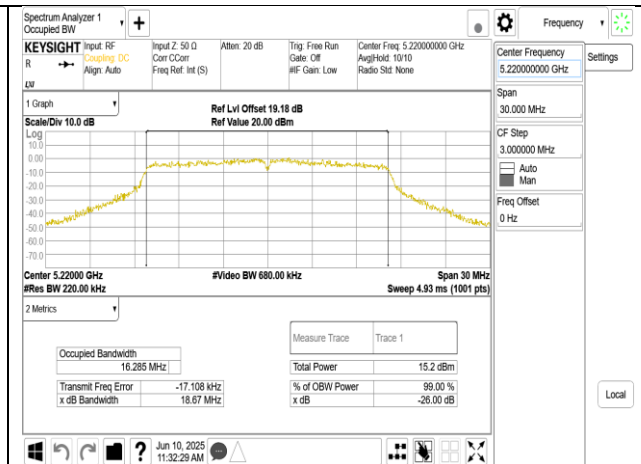 Spectrum Analyzer 1
Occupied BW
Frequency
KEYSIGHT
R
Input: RF
Coupling: DC
Align: Auto
Input Z: 50 Ω
Corr CCorr
Freq Ref: Int (S)
Atten: 20 dB
Trig: Free Run
Gate: Off
#IF Gain: Low
Center Freq: 5.220000000 GHz
Avg|Hold: 10/10
Radio Std: None
LXI
1 Graph
Scale/Div 10.0 dB
Ref Lvl Offset 19.18 dB
Ref Value 20.00 dBm
Log
10.0
0.00
-10.0
-20.0
-30.0
-40.0
-50.0
-60.0
-70.0
Center 5.22000 GHz
#Res BW 220.00 kHz
#Video BW 680.00 kHz
Span 30 MHz
Sweep 4.93 ms (1001 pts)
2 Metrics
Measure Trace Trace 1
Occupied Bandwidth
16.285 MHz
Total Power 15.2 dBm
Transmit Freq Error -17.108 kHz
% of OBW Power 99.00 %
x dB Bandwidth 18.67 MHz
x dB -26.00 dB
Center Frequency
5.220000000 GHz
Settings
Span
30.000 MHz
CF Step
3.000000 MHz
Auto
Man
Freq Offset
0 Hz
Local
?
Jun 10, 2025
11:32:29 AM